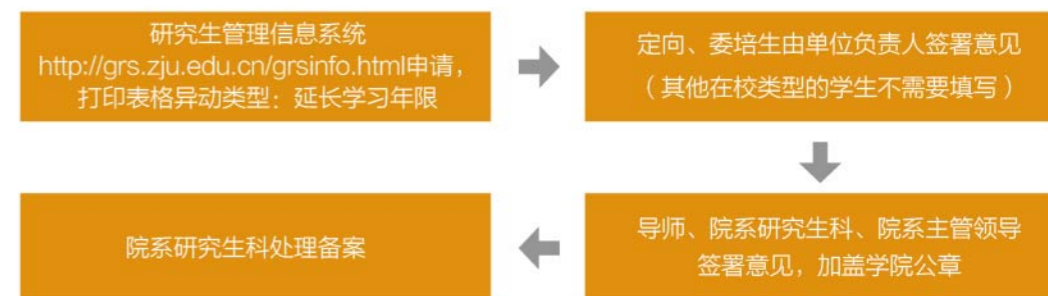 研究生管理信息系统
http://grs.zju.edu.cn/grsinfo.html申请，
打印表格异动类型：延长学习年限
定向、委培生由单位负责人签署意见
（其他在校类型的学生不需要填写）
导师、院系研究生科、院系主管领导
签署意见，加盖学院公章
院系研究生科处理备案